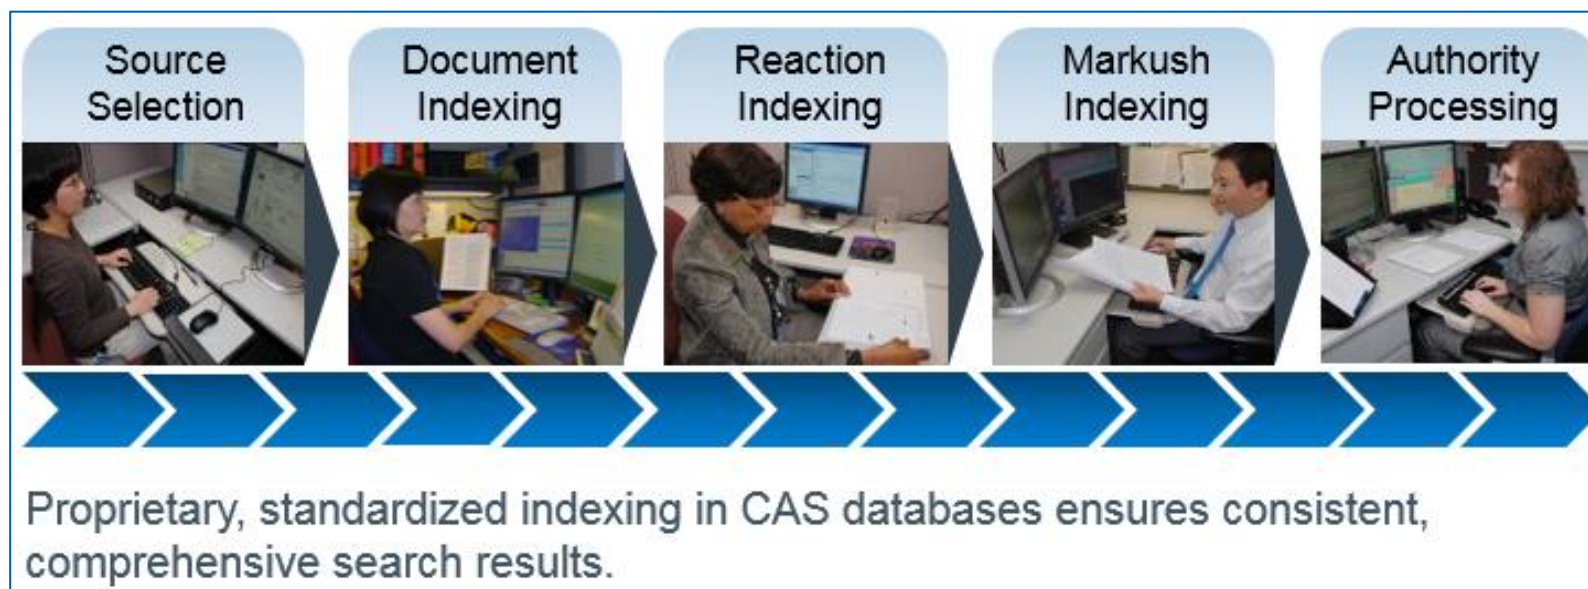 Source
Selection
Document
Indexing
Reaction
Indexing
Markush
Indexing
Authority
Processing
Proprietary, standardized indexing in CAS databases ensures consistent,
comprehensive search results.